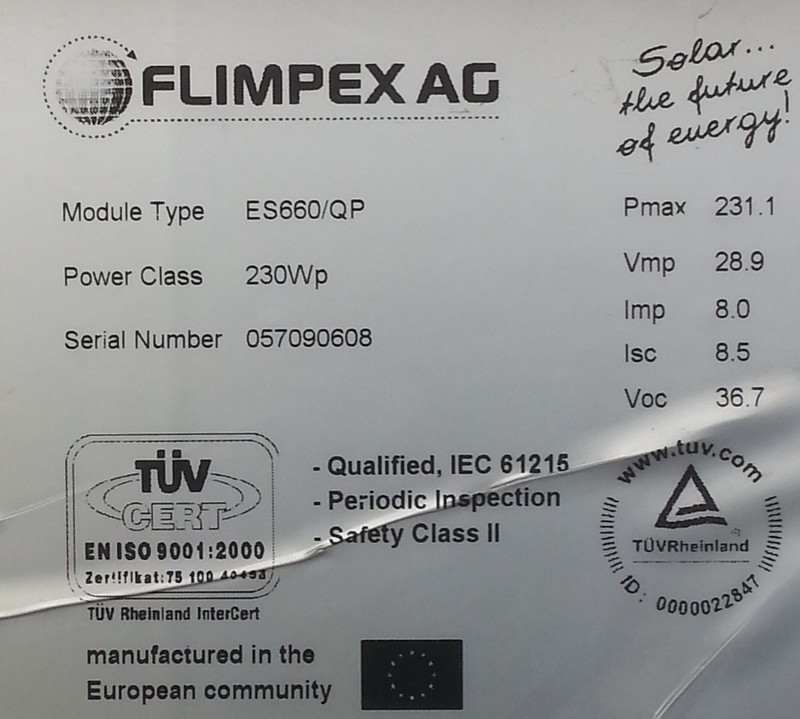 FLIMPEX AG
Solar...
the future
of energy!
Module Type ES660/QP
Power Class 230Wp
Serial Number 057090608
Pmax 231.1
Vmp 28.9
Imp 8.0
Isc 8.5
Voc 36.7
TÜV
CERT
EN ISO 9001:2000
Zertifikat: 75 100
TÜV Rheinland InterCert
- Qualified, IEC 61215
- Periodic Inspection
- Safety Class II
www.tuv.com
TÜVRheinland
ID: 0000022847
manufactured in the
European community